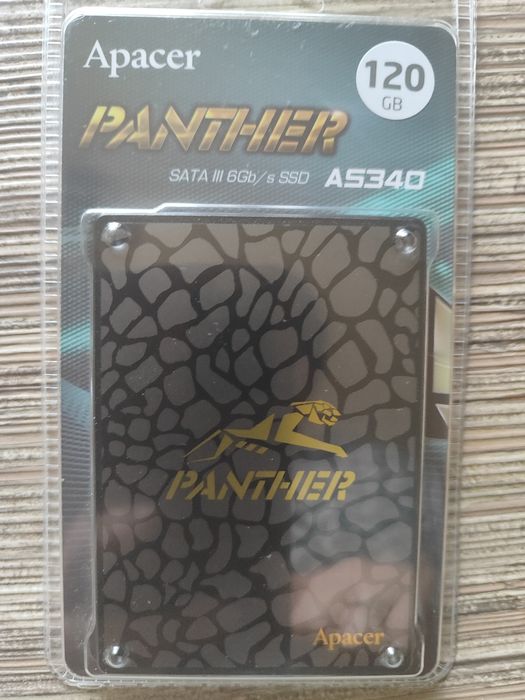 Apacer
120
GB
PANTHER
SATA III 6Gb/s SSD AS340
PANTHER
Apacer